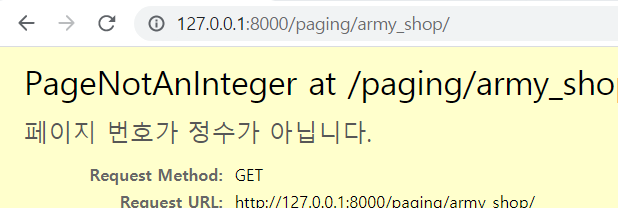 127.0.0.1:8000/paging/army_shop/
PageNotAnInteger at /paging/army_sho
페이지 번호가 정수가 아닙니다.
Request Method: GET
Request URL: http://127.0.0.1:8000/paging/army_shop/